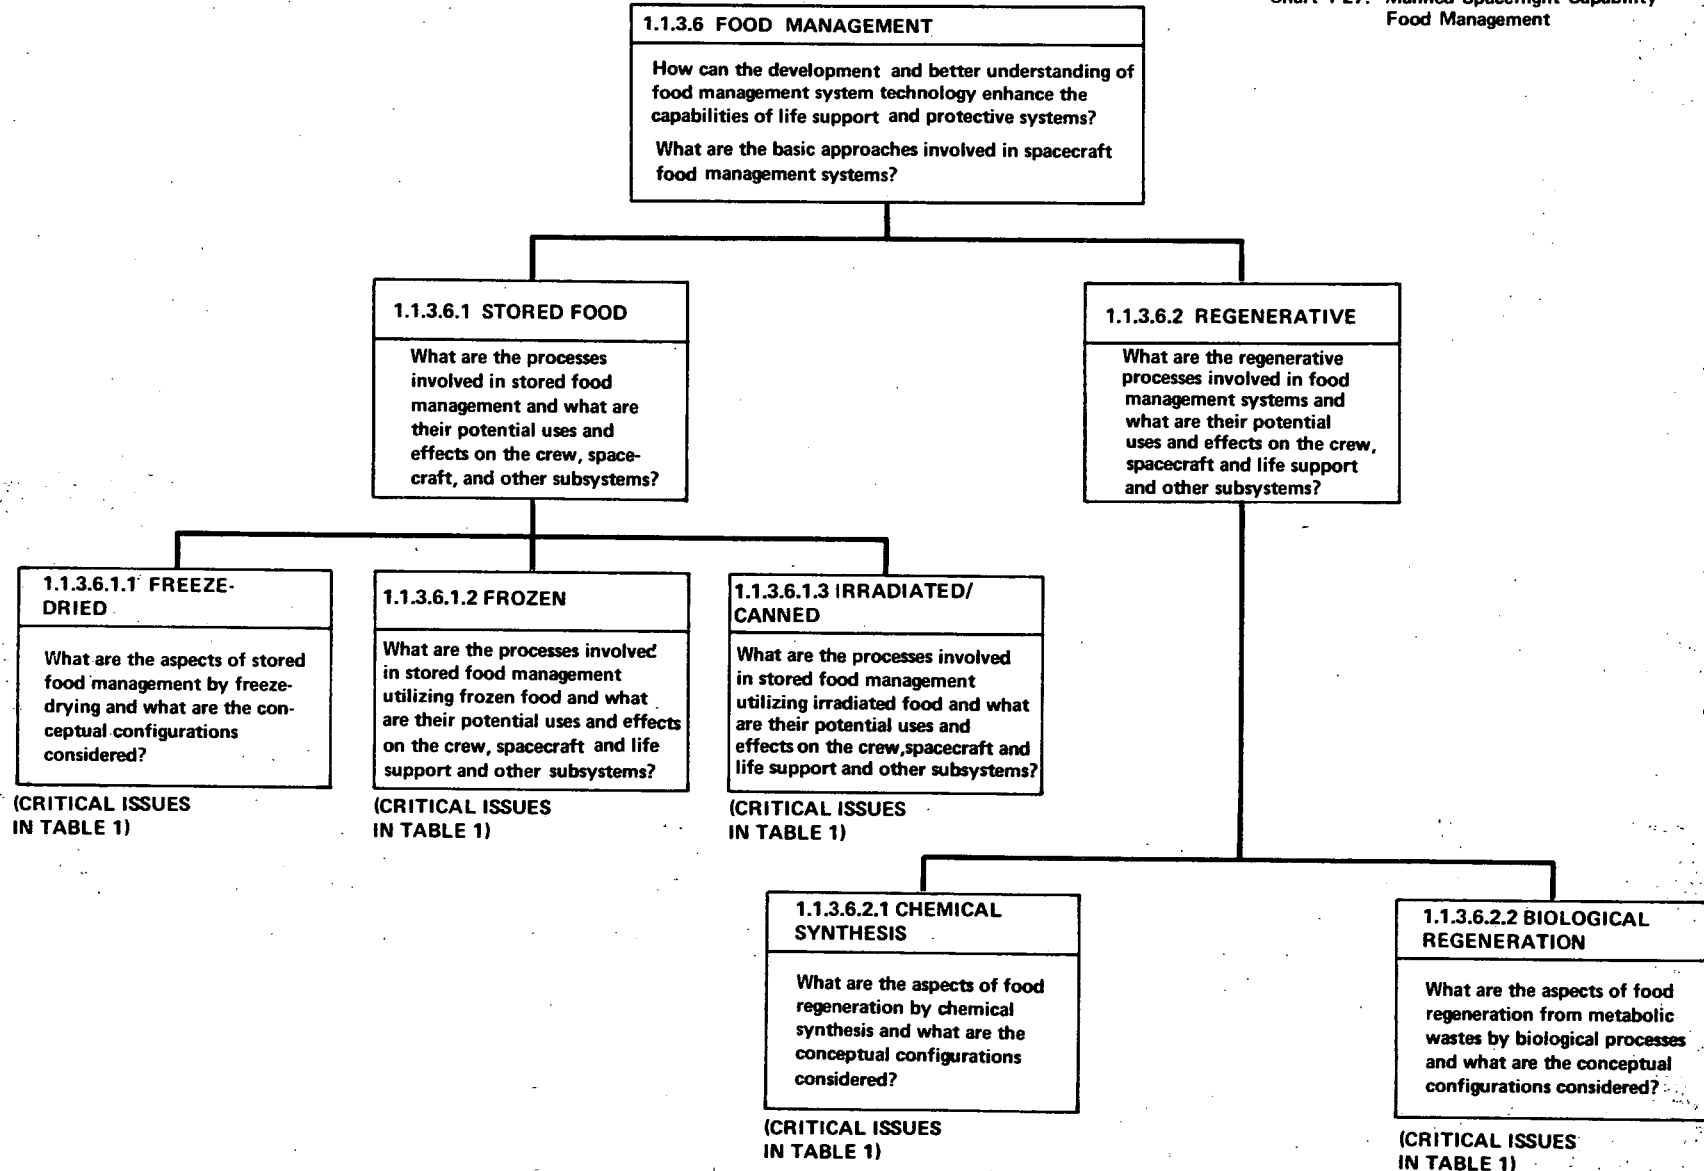 Chart 1-27. Manned Spaceflight Capability
Food Management
1.1.3.6 FOOD MANAGEMENT
How can the development and better understanding of
food management system technology enhance the
capabilities of life support and protective systems?
What are the basic approaches involved in spacecraft
food management systems?
1.1.3.6.1 STORED FOOD
What are the processes
involved in stored food
management and what are
their potential uses and
effects on the crew, space-
craft, and other subsystems?
1.1.3.6.2 REGENERATIVE
What are the regenerative
processes involved in food
management systems and
what are their potential
uses and effects on the crew,
spacecraft and life support
and other subsystems?
1.1.3.6.1.1 FREEZE-
DRIED
What are the aspects of stored
food management by freeze-
drying and what are the con-
ceptual configurations
considered?
(CRITICAL ISSUES
IN TABLE 1)
1.1.3.6.1.2 FROZEN
What are the processes involved
in stored food management
utilizing frozen food and what
are their potential uses and effects
on the crew, spacecraft and life
support and other subsystems?
(CRITICAL ISSUES
IN TABLE 1)
1.1.3.6.1.3 IRRADIATED/
CANNED
What are the processes involved
in stored food management
utilizing irradiated food and what
are their potential uses and
effects on the crew,spacecraft and
life support and other subsystems?
(CRITICAL ISSUES
IN TABLE 1)
1.1.3.6.2.1 CHEMICAL
SYNTHESIS
What are the aspects of food
regeneration by chemical
synthesis and what are the
conceptual configurations
considered?
(CRITICAL ISSUES
IN TABLE 1)
1.1.3.6.2.2 BIOLOGICAL
REGENERATION
What are the aspects of food
regeneration from metabolic
wastes by biological processes
and what are the conceptual
configurations considered?
(CRITICAL ISSUES
IN TABLE 1)